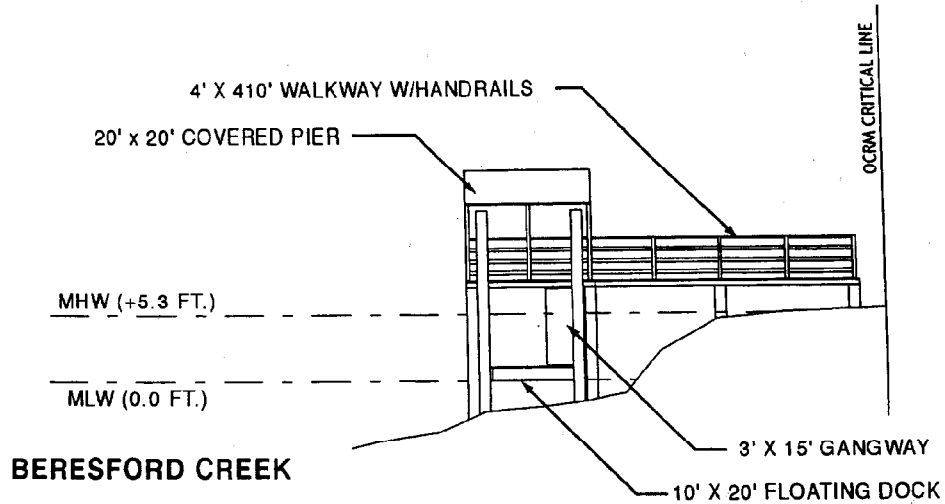 4' X 410' WALKWAY W/HANDRAILS
20' x 20' COVERED PIER
OCRM CRITICAL LINE
MHW (+5.3 FT.)
MLW (0.0 FT.)
3' X 15' GANGWAY
BERESFORD CREEK
10' X 20' FLOATING DOCK